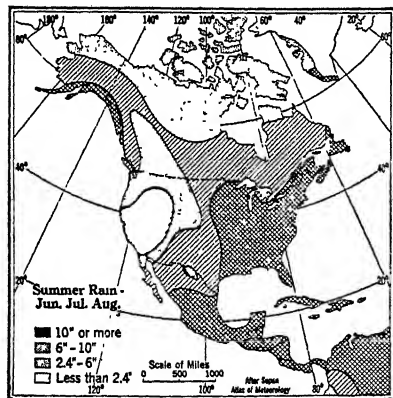 180° 160° 140° 120° 100° 80° 60° 40° 20°
60°
60°
40°
40°
20°
20°
Summer Rain-
Jun. Jul. Aug.
10" or more
6"-10"
2.4"-6"
Less than 2.4"
Scale of Miles
0 500 1000
After Supan
Atlas of Meteorology
120° 100° 80°